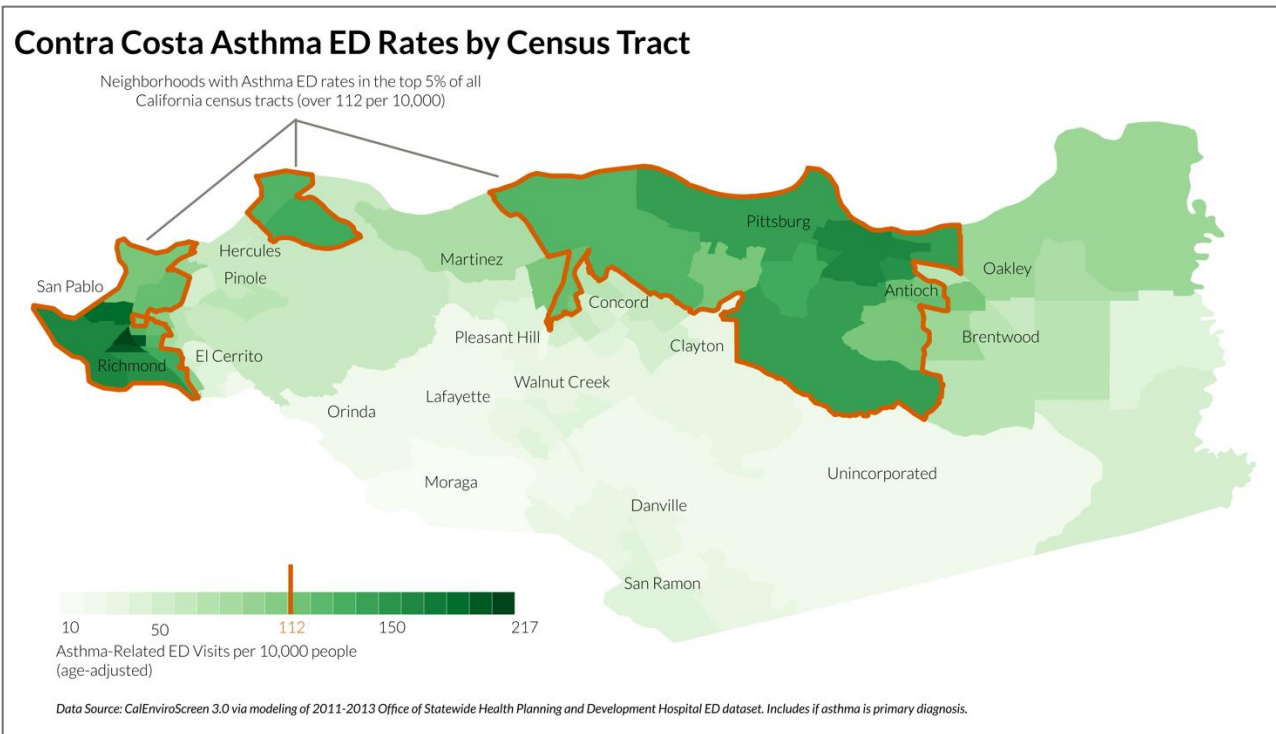 Contra Costa Asthma ED Rates by Census Tract
Neighborhoods with Asthma ED rates in the top 5% of all
California census tracts (over 112 per 10,000)
Pittsburg
Hercules
Martinez
Oakley
Pinole
San Pablo
Antioch
Concord
Pleasant Hill
Clayton
Brentwood
El Cerrito
Richmond
Walnut Creek
Lafayette
Orinda
Unincorporated
Moraga
Danville
San Ramon
10 50 112 150 217
Asthma-Related ED Visits per 10,000 people
(age-adjusted)
Data Source: CalEnviroScreen 3.0 via modeling of 2011-2013 Office of Statewide Health Planning and Development Hospital ED dataset. Includes if asthma is primary diagnosis.